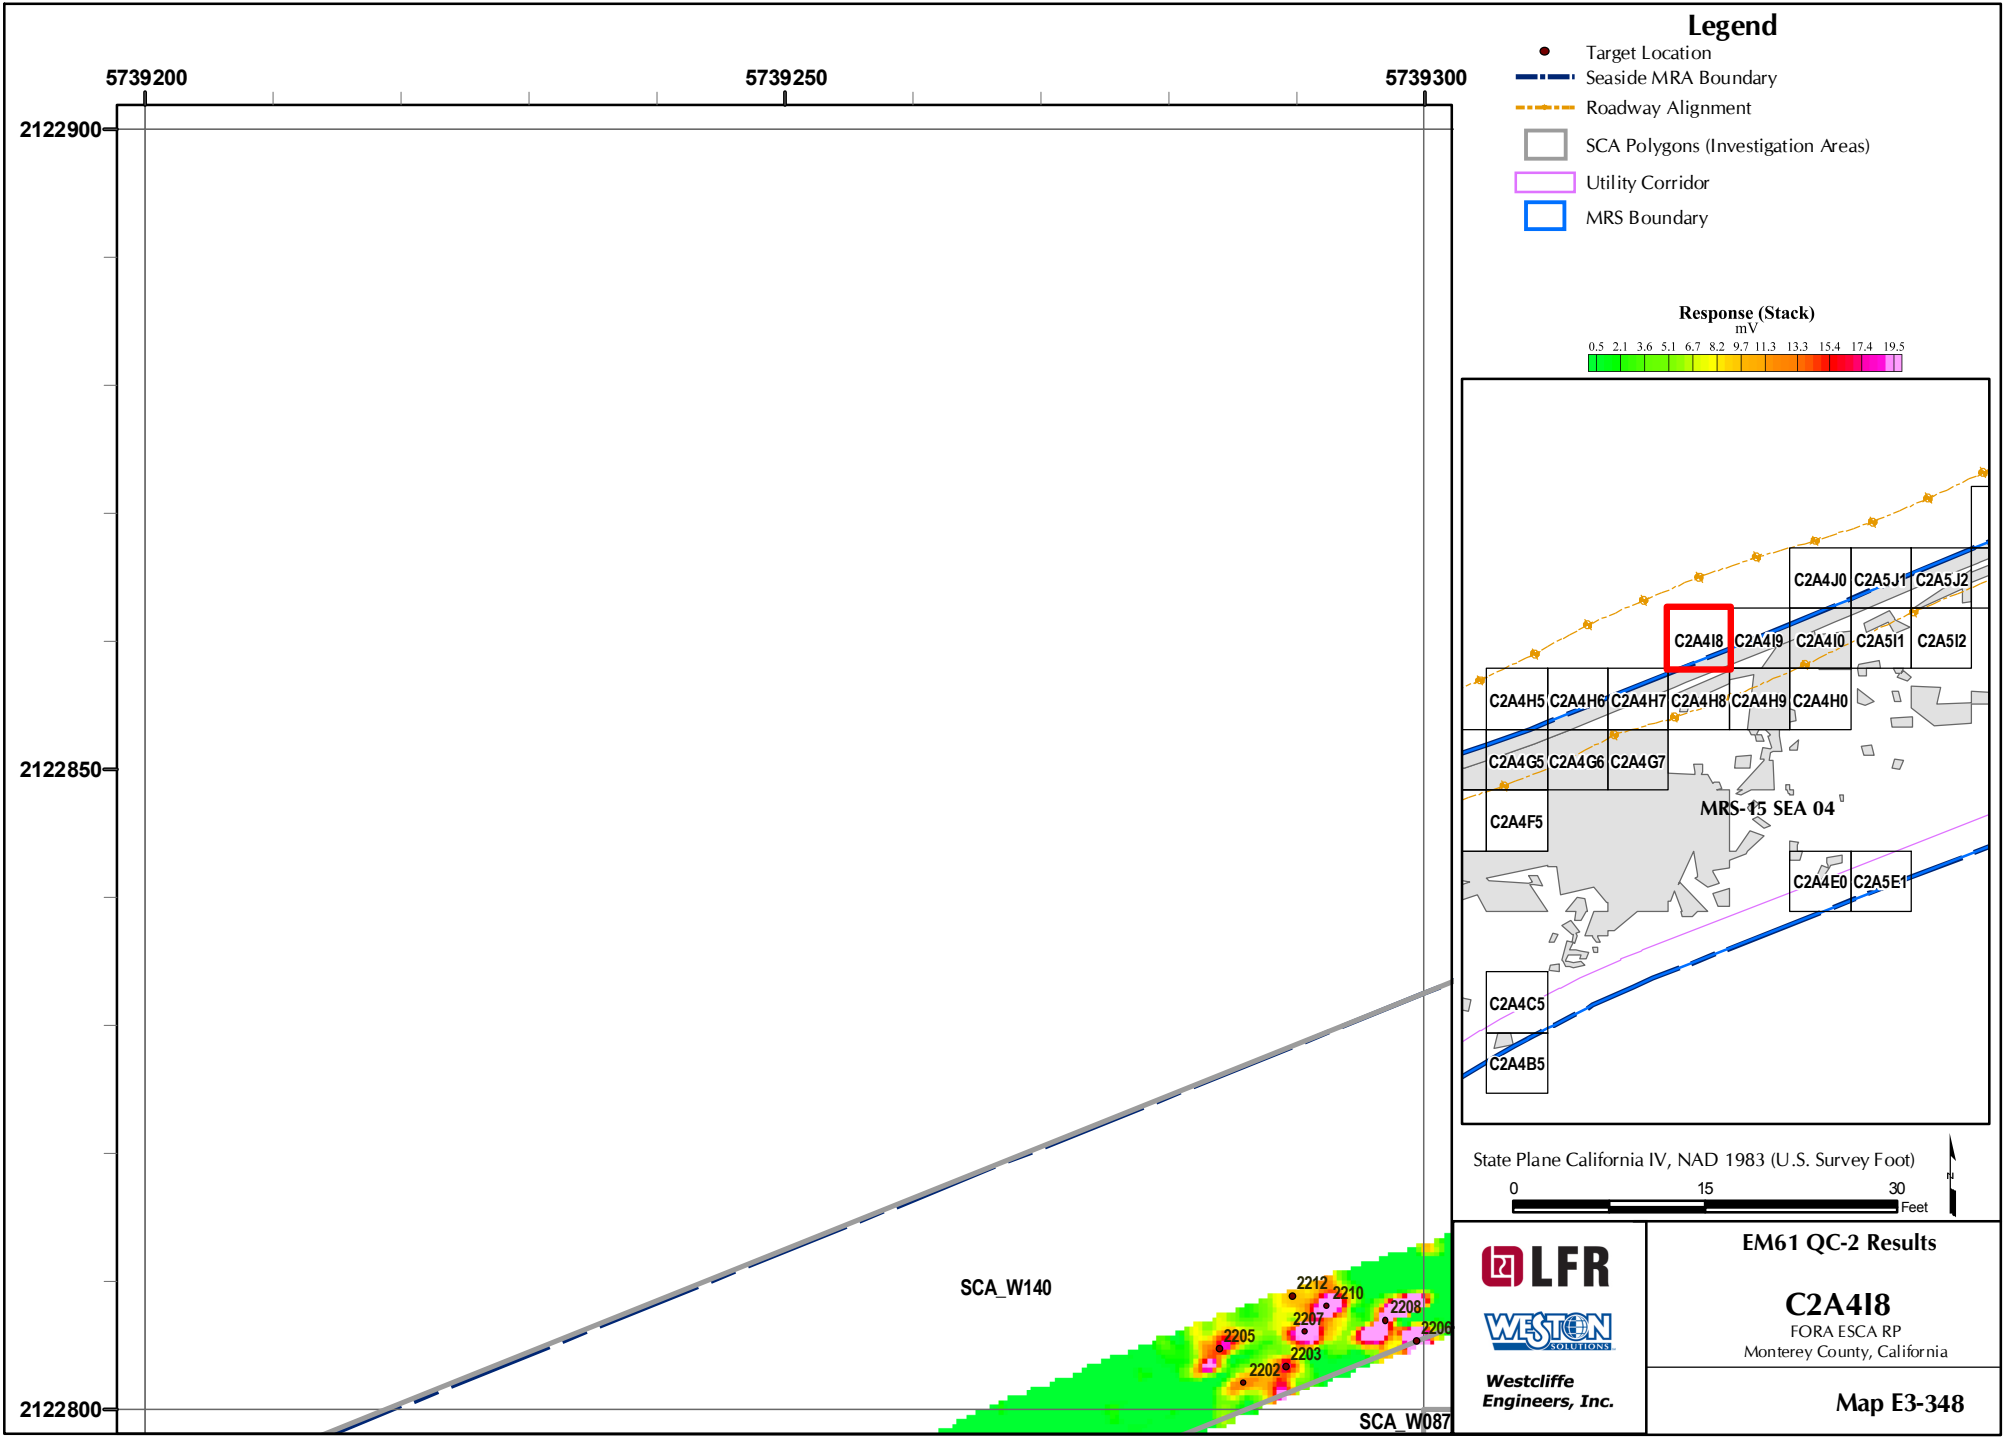 Legend
Target Location
Seaside MRA Boundary
Roadway Alignment
SCA Polygons (Investigation Areas)
Utility Corridor
MRS Boundary
5739200
5739250
5739300
2122900
2122850
2122800
Response (Stack)
mV
0.5 2.1 3.6 5.1 6.7 8.2 9.7 11.3 13.3 15.4 17.4 19.5
C2A4J0 C2A5J1 C2A5J2
C2A4I8 C2A4I9 C2A4I0 C2A5I1 C2A5I2
C2A4H5 C2A4H6 C2A4H7 C2A4H8 C2A4H9 C2A4H0
C2A4G5 C2A4G6 C2A4G7
MRS-15 SEA 04
C2A4F5
C2A4E0 C2A5E1
C2A4C5
C2A4B5
SCA_W140
2212
2210
2208
2207
2206
2205
2203
2202
SCA_W087
State Plane California IV, NAD 1983 (U.S. Survey Foot)
0 15 30
Feet
N
LFR
WESTON
SOLUTIONS
Westcliffe
Engineers, Inc.
EM61 QC-2 Results
C2A4I8
FORA ESCA RP
Monterey County, California
Map E3-348